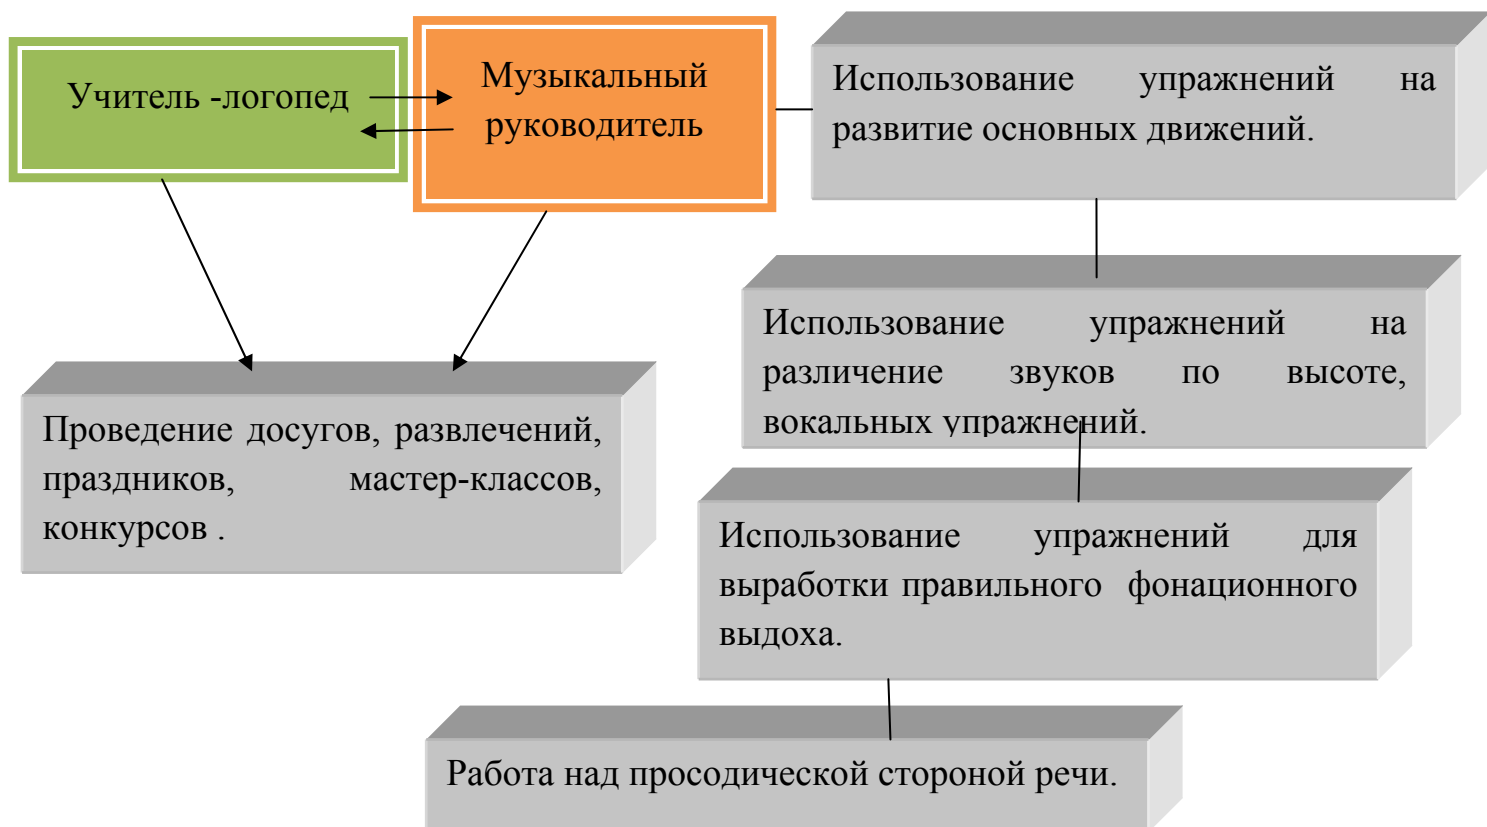 Учитель -логопед
Музыкальный
руководитель
Использование упражнений на
развитие основных движений.
Использование упражнений на
различение звуков по высоте,
вокальных упражнений.
Проведение досугов, развлечений,
праздников, мастер-классов,
конкурсов .
Использование упражнений для
выработки правильного фонационного
выдоха.
Работа над просодической стороной речи.